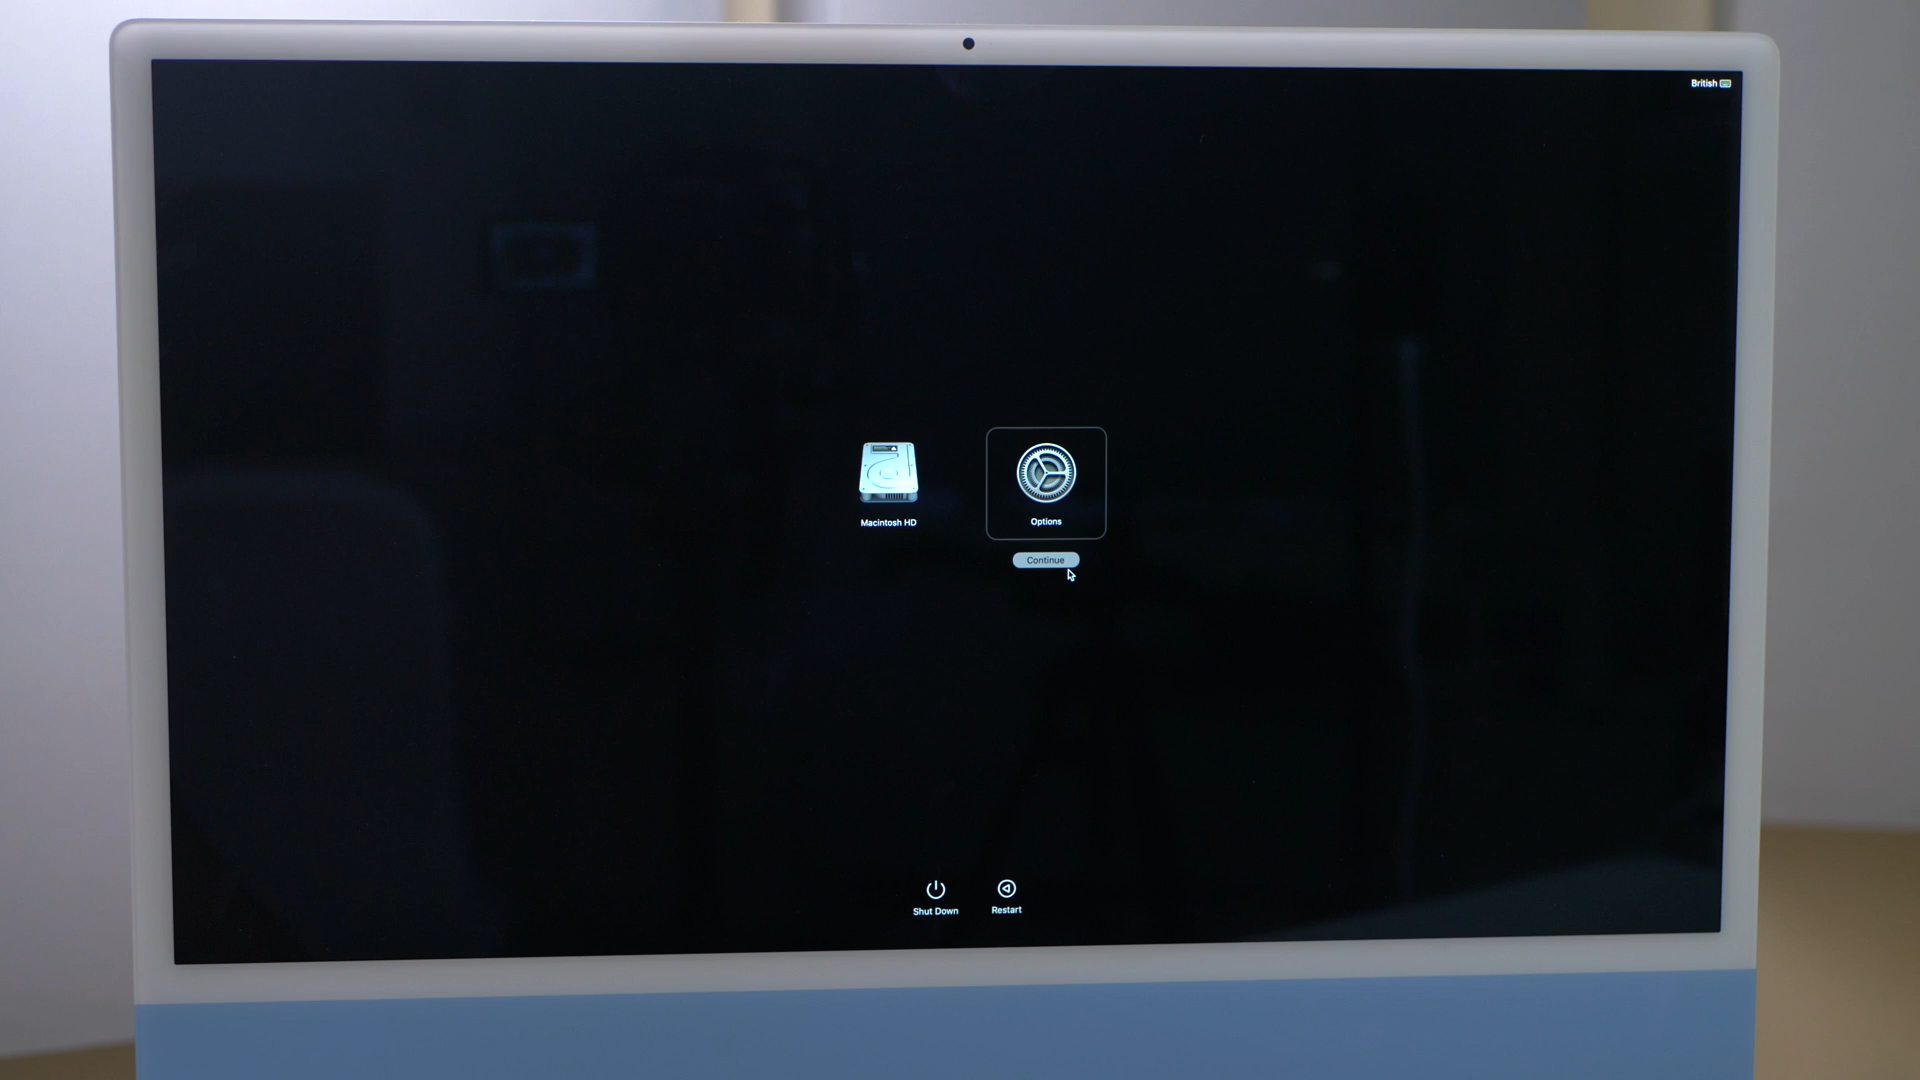 British
Macintosh HD
Options
Continue
Shut Down
Restart